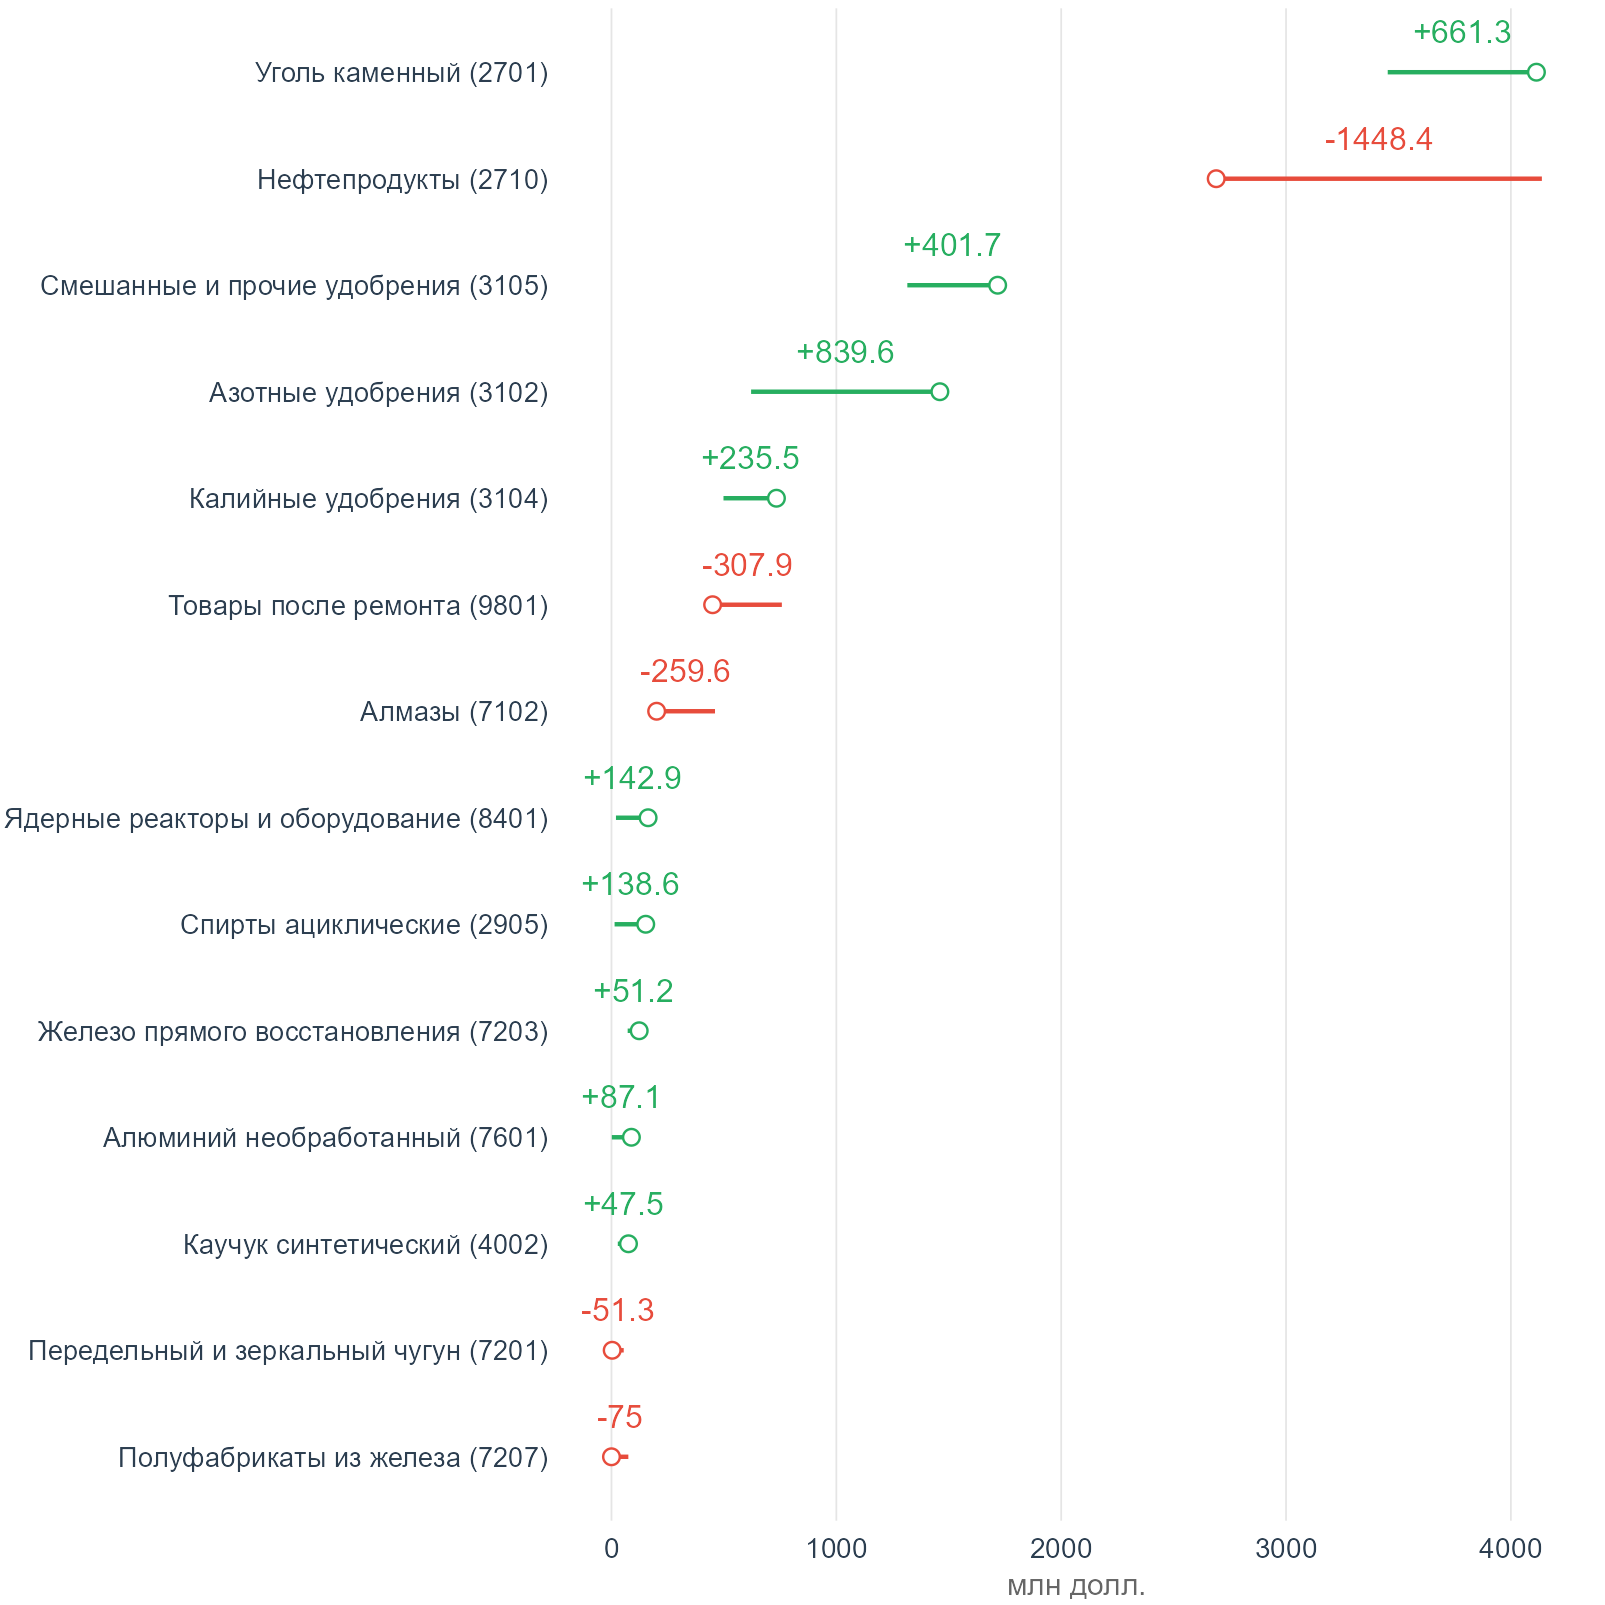 +661.3
Уголь каменный (2701)
-1448.4
Нефтепродукты (2710)
+401.7
Смешанные и прочие удобрения (3105)
+839.6
Азотные удобрения (3102)
+235.5
Калийные удобрения (3104)
-307.9
Товары после ремонта (9801)
-259.6
Алмазы (7102)
+142.9
Ядерные реакторы и оборудование (8401)
+138.6
Спирты ациклические (2905)
+51.2
Железо прямого восстановления (7203)
+87.1
Алюминий необработанный (7601)
+47.5
Каучук синтетический (4002)
-51.3
Передельный и зеркальный чугун (7201)
-75
Полуфабрикаты из железа (7207)
0 1000 2000 3000 4000
млн долл.